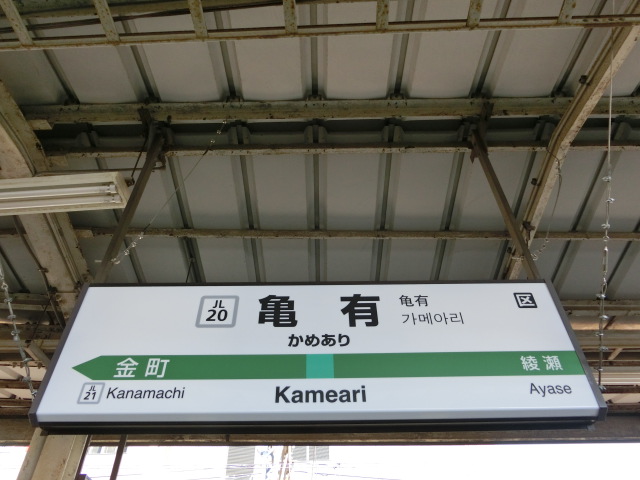 JL
20
亀有
亀有
가메아리
区
かめあり
金町
綾瀬
JL
21
Kanamachi
Kameari
Ayase